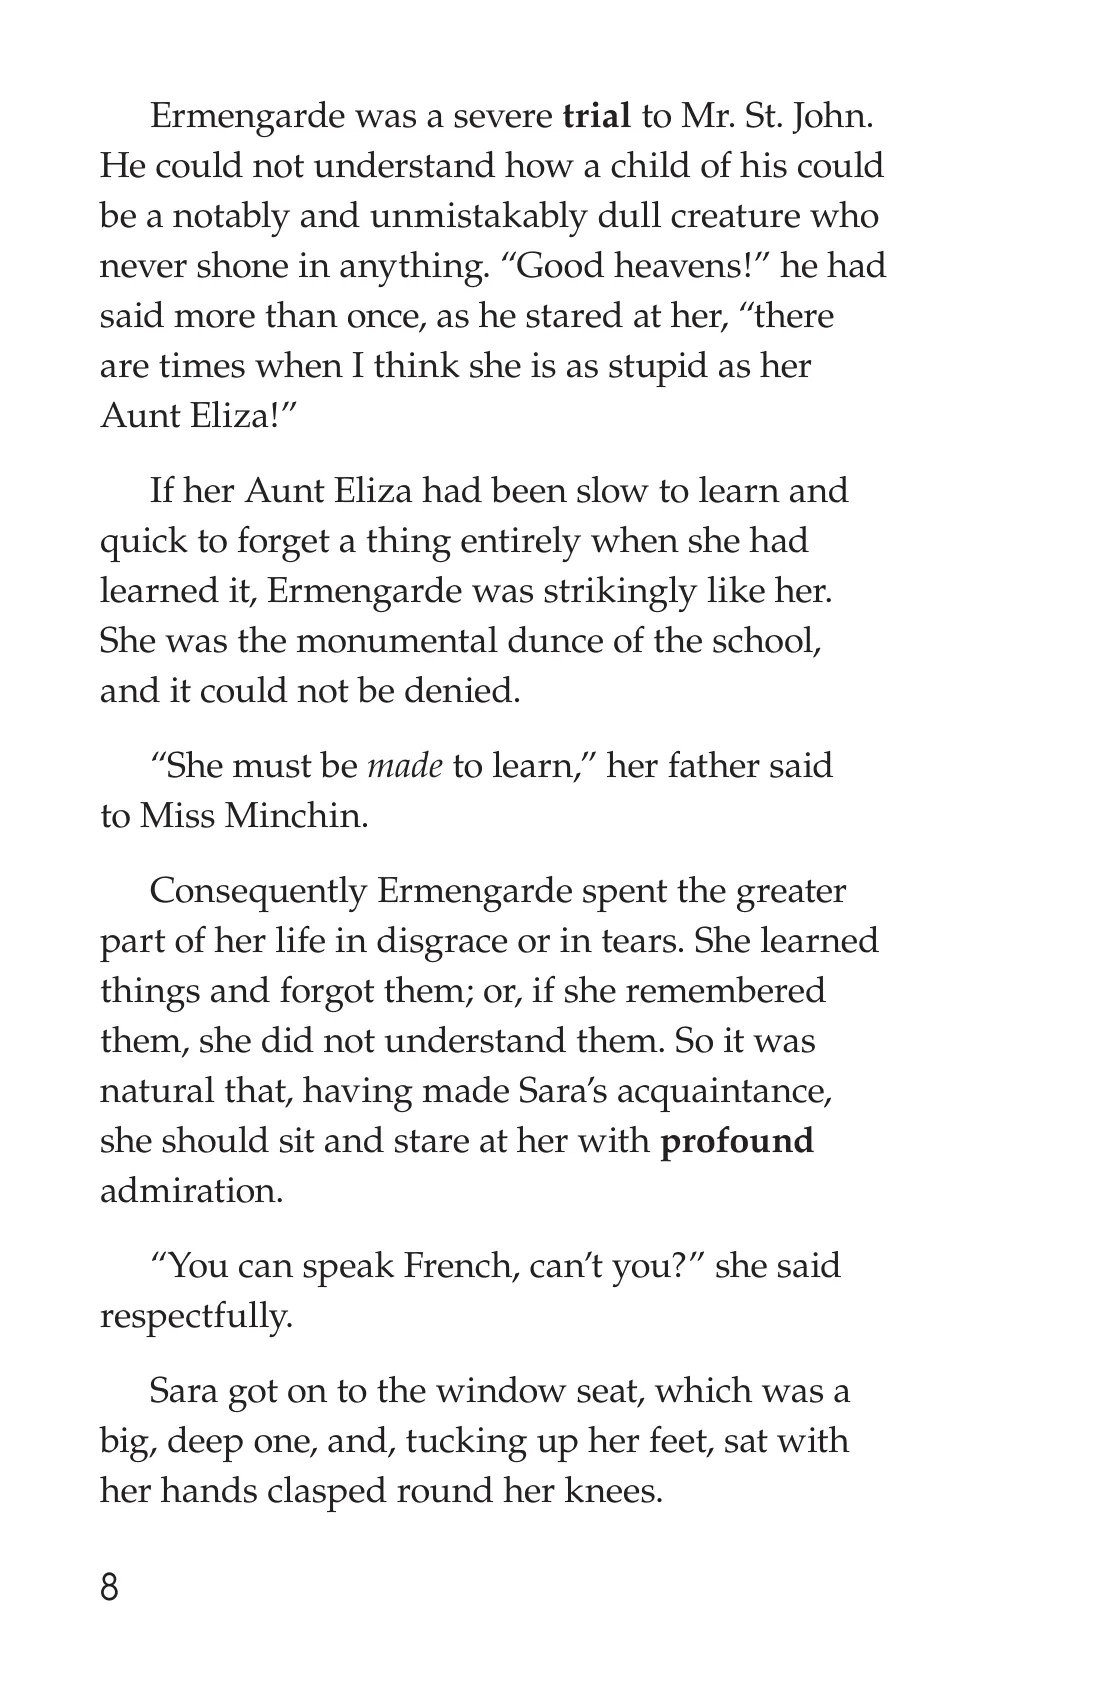 Ermengarde was a severe trial to Mr. St. John.
He could not understand how a child of his could
be a notably and unmistakably dull creature who
never shone in anything. “Good heavens!” he had
said more than once, as he stared at her, “there
are times when I think she is as stupid as her
Aunt Eliza!”
If her Aunt Eliza had been slow to learn and
quick to forget a thing entirely when she had
learned it, Ermengarde was strikingly like her.
She was the monumental dunce of the school,
and it could not be denied.
“She must be made to learn,” her father said
to Miss Minchin.
Consequently Ermengarde spent the greater
part of her life in disgrace or in tears. She learned
things and forgot them; or, if she remembered
them, she did not understand them. So it was
natural that, having made Sara’s acquaintance,
she should sit and stare at her with profound
admiration.
“You can speak French, can’t you?” she said
respectfully.
Sara got on to the window seat, which was a
big, deep one, and, tucking up her feet, sat with
her hands clasped round her knees.
8